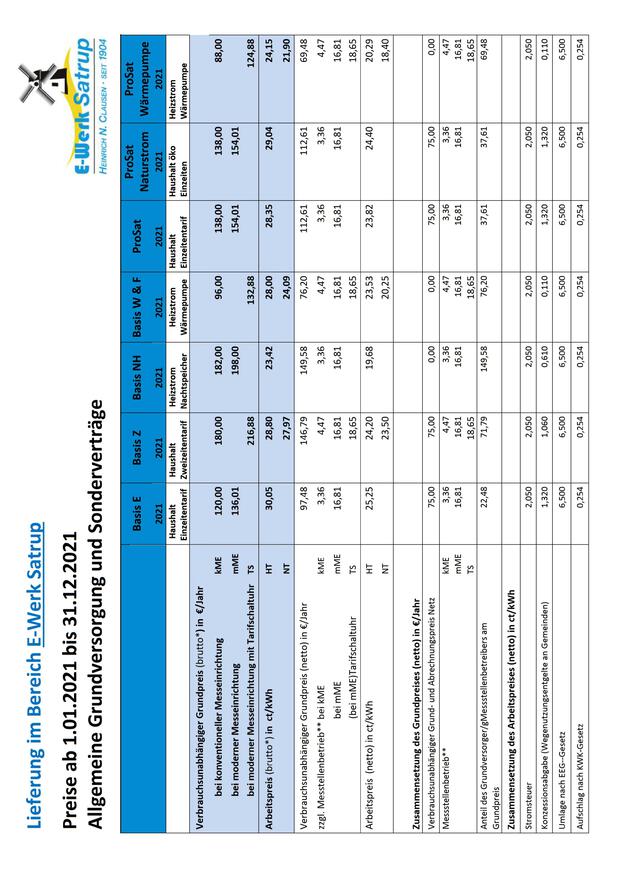 Lieferung im Bereich E-Werk Satrup
Preise ab 1.01.2021 bis 31.12.2021
Allgemeine Grundversorgung und Sonderverträge
E-Werk Satrup
HEINRICH N. CLAUSEN · SEIT 1904
Basis E Basis Z Basis NH Basis W & F ProSat ProSat Naturstrom ProSat Wärmepumpe
2021 2021 2021 2021 2021 2021 2021
Haushalt Einzeitentarif Haushalt Zweizeitentarif Heizstrom Nachtspeicher Heizstrom Wärmepumpe Haushalt Einzeitentarif Haushalt öko Einzeiten Heizstrom Wärmepumpe
Verbrauchsunabhängiger Grundpreis (brutto*) in €/Jahr
bei konventioneller Messeinrichtung kME 120,00 180,00 182,00 96,00 138,00 138,00 88,00
bei moderner Messeinrichtung mME 136,01 198,00 154,01 154,01
bei moderner Messeinrichtung mit Tarifschaltuhr TS 216,88 132,88 124,88
Arbeitspreis (brutto*) in ct/kWh HT 30,05 28,80 23,42 28,00 28,35 29,04 24,15
NT 27,97 24,09 21,90
Verbrauchsunabhängiger Grundpreis (netto) in €/Jahr 97,48 146,79 149,58 76,20 112,61 112,61 69,48
zzgl. Messtellenbetrieb** bei kME kME 3,36 4,47 3,36 4,47 3,36 3,36 4,47
bei mME mME 16,81 16,81 16,81 16,81 16,81 16,81 16,81
(bei mME)Tarifschaltuhr TS 18,65 18,65 18,65
Arbeitspreis (netto) in ct/kWh HT 25,25 24,20 19,68 23,53 23,82 24,40 20,29
NT 23,50 20,25 18,40
Zusammensetzung des Grundpreises (netto) in €/Jahr
Verbrauchsunabhängiger Grund- und Abrechnungspreis Netz 75,00 75,00 0,00 0,00 75,00 75,00 0,00
Messstellenbetrieb** kME 3,36 4,47 3,36 4,47 3,36 3,36 4,47
mME 16,81 16,81 16,81 16,81 16,81 16,81 16,81
TS 18,65 18,65 18,65
Anteil des Grundversorger/gMessstellenbetreibers am Grundpreis 22,48 71,79 149,58 76,20 37,61 37,61 69,48
Zusammensetzung des Arbeitspreises (netto) in ct/kWh
Stromsteuer 2,050 2,050 2,050 2,050 2,050 2,050 2,050
Konzessionsabgabe (Wegenutzungsentgelte an Gemeinden) 1,320 1,060 0,610 0,110 1,320 1,320 0,110
Umlage nach EEG--Gesetz 6,500 6,500 6,500 6,500 6,500 6,500 6,500
Aufschlag nach KWK-Gesetz 0,254 0,254 0,254 0,254 0,254 0,254 0,254